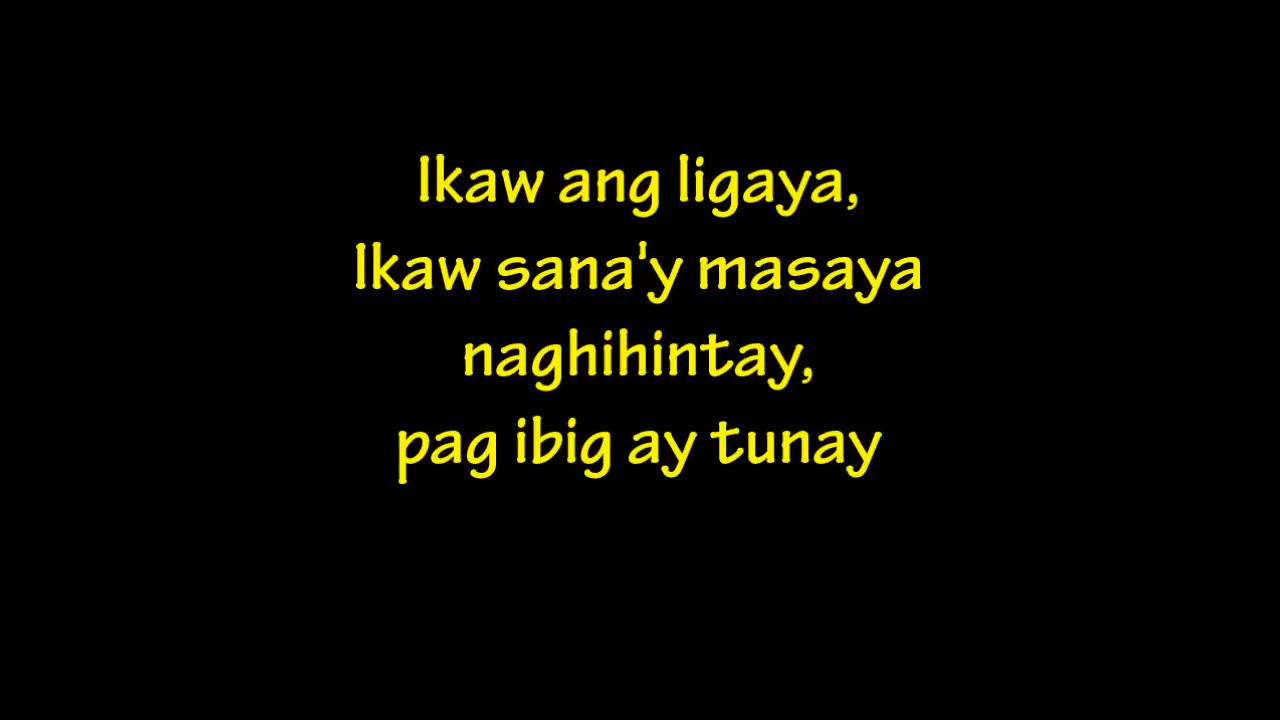 Ikaw ang ligaya,
Ikaw sana'y masaya
naghihintay,
pag ibig ay tunay